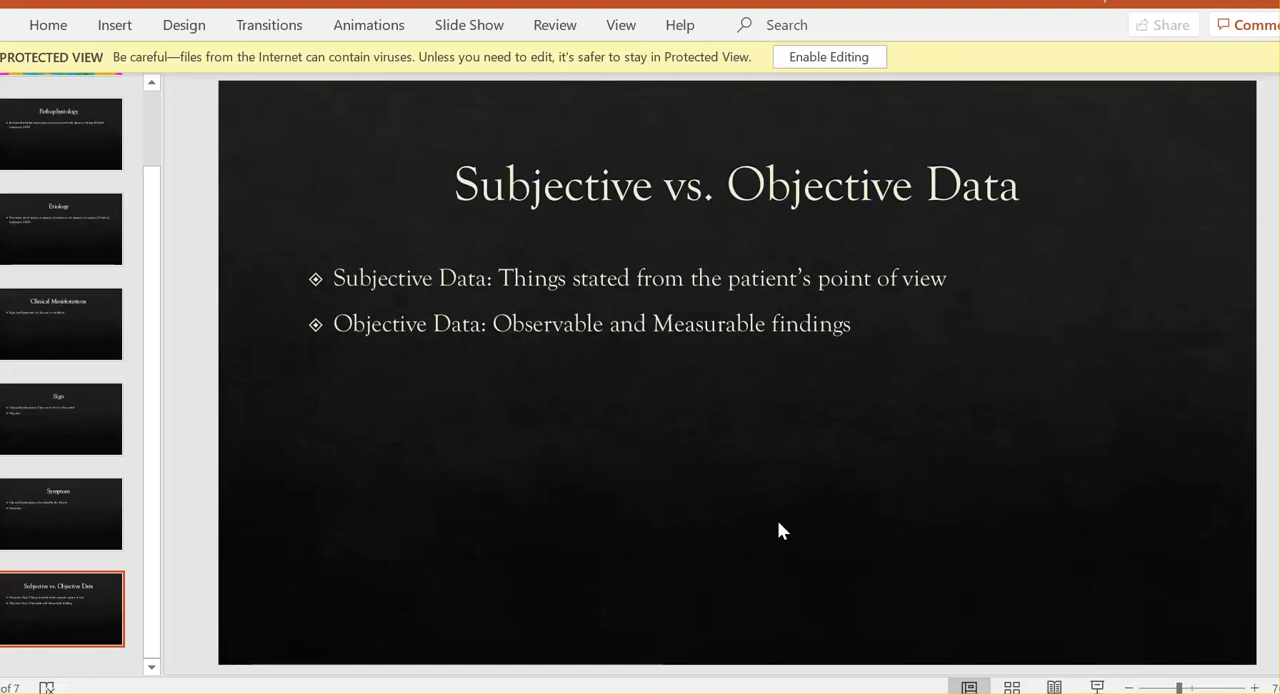 Home Insert Design Transitions Animations Slide Show Review View Help Search Share
PROTECTED VIEW Be careful—files from the Internet can contain viruses. Unless you need to edit, it's safer to stay in Protected View. Enable Editing
Pathophysiology
Etiology
Clinical Manifestations
Sign
Symptom
Subjective vs. Objective Data
Subjective vs. Objective Data
Subjective Data: Things stated from the patient's point of view
Objective Data: Observable and Measurable findings
of 7